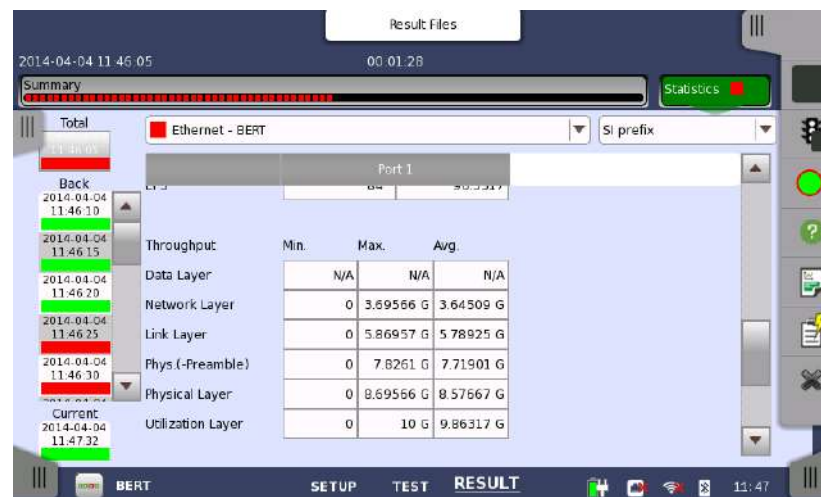 Result Files
2014-04-04 11:46:05 00:01:28
Summary
Statistics
Total
11:46:05
Ethernet - BERT
SI prefix
Port 1
Back
2014-04-04
11:46:10
2014-04-04
11:46:15
2014-04-04
11:46:20
2014-04-04
11:46:25
2014-04-04
11:46:30
Current
2014-04-04
11:47:32
Throughput Min. Max. Avg.
Data Layer N/A N/A N/A
Network Layer 0 3.69566 G 3.64509 G
Link Layer 0 5.86957 G 5.78925 G
Phys.(-Preamble) 0 7.8261 G 7.71901 G
Physical Layer 0 8.69566 G 8.57667 G
Utilization Layer 0 10 G 9.86317 G
BERT SETUP TEST RESULT 11:47